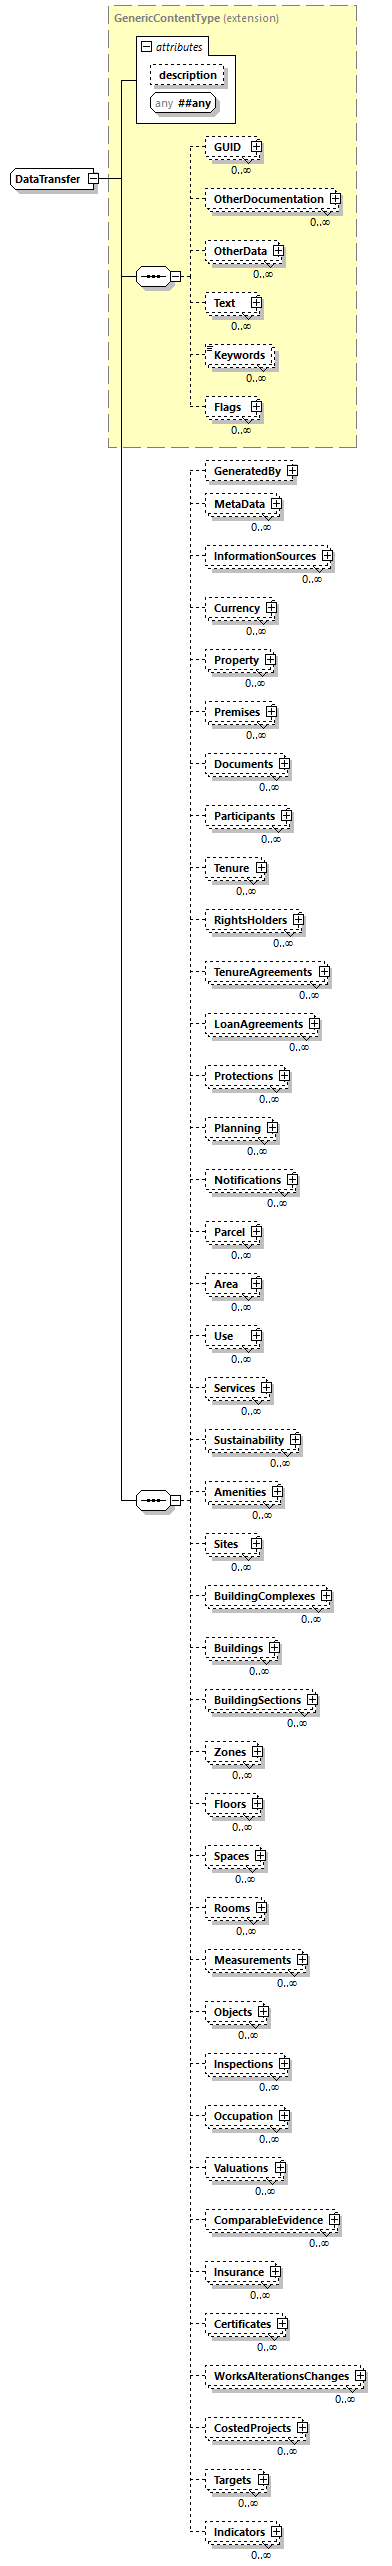 GenericContentType (extension)
attributes
description
any ##any
DataTransfer
GUID
0..∞
OtherDocumentation
0..∞
OtherData
0..∞
Text
0..∞
Keywords
0..∞
Flags
0..∞
GeneratedBy
MetaData
0..∞
InformationSources
0..∞
Currency
0..∞
Property
0..∞
Premises
0..∞
Documents
0..∞
Participants
0..∞
Tenure
0..∞
RightsHolders
0..∞
TenureAgreements
0..∞
LoanAgreements
0..∞
Protections
0..∞
Planning
0..∞
Notifications
0..∞
Parcel
0..∞
Area
0..∞
Use
0..∞
Services
0..∞
Sustainability
0..∞
Amenities
0..∞
Sites
0..∞
BuildingComplexes
0..∞
Buildings
0..∞
BuildingSections
0..∞
Zones
0..∞
Floors
0..∞
Spaces
0..∞
Rooms
0..∞
Measurements
0..∞
Objects
0..∞
Inspections
0..∞
Occupation
0..∞
Valuations
0..∞
ComparableEvidence
0..∞
Insurance
0..∞
Certificates
0..∞
WorksAlterationsChanges
0..∞
CostedProjects
0..∞
Targets
0..∞
Indicators
0..∞